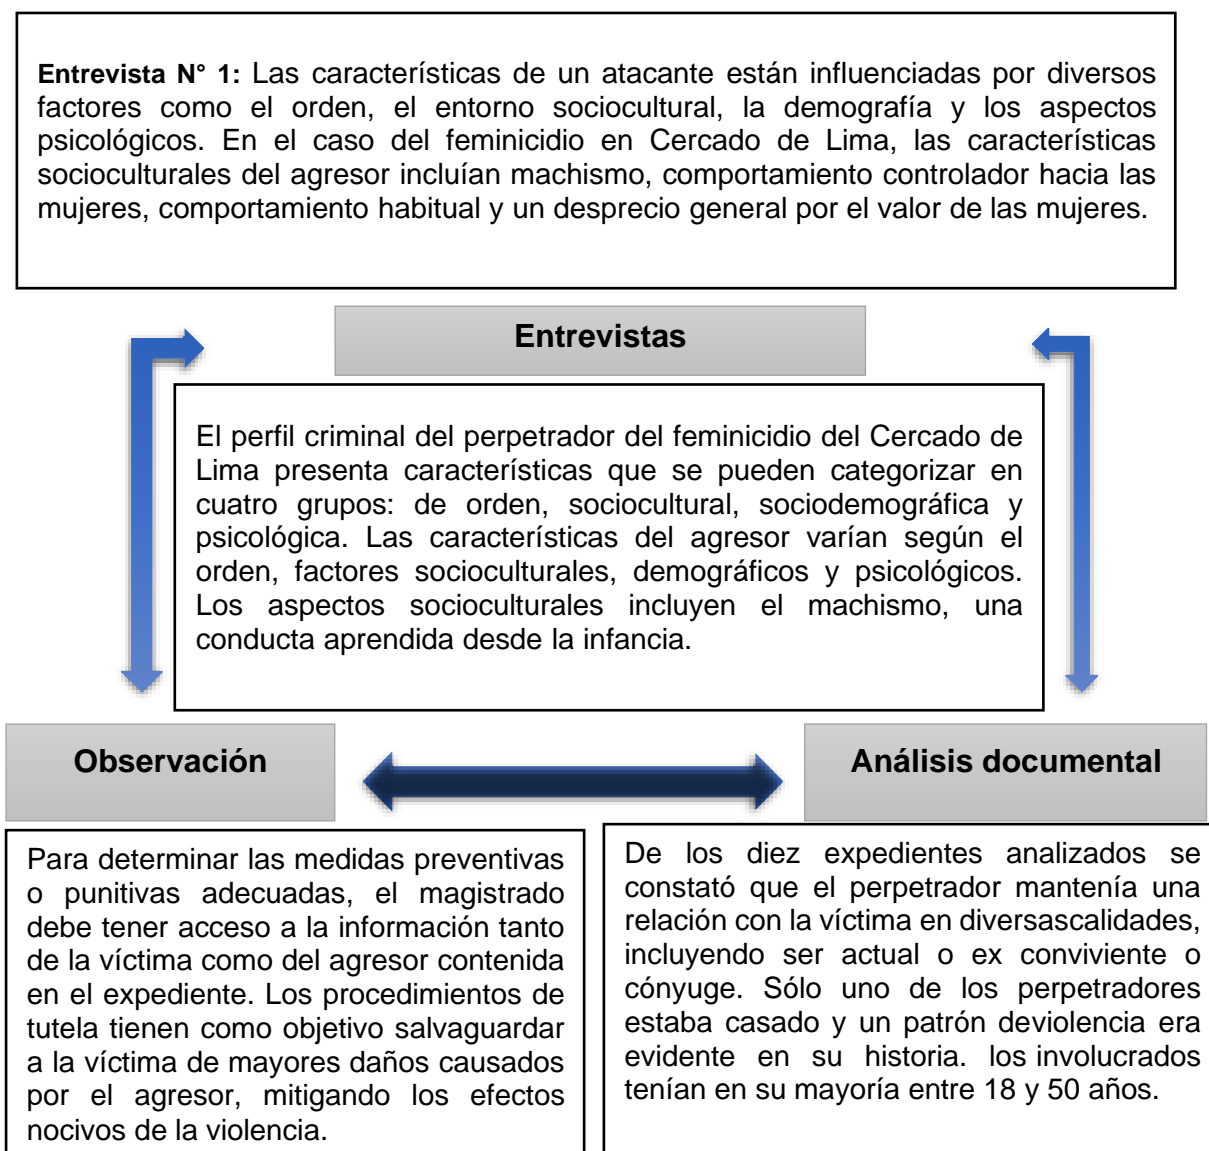 Entrevista N° 1: Las características de un atacante están influenciadas por diversos
factores como el orden, el entorno sociocultural, la demografía y los aspectos
psicológicos. En el caso del feminicidio en Cercado de Lima, las características
socioculturales del agresor incluían machismo, comportamiento controlador hacia las
mujeres, comportamiento habitual y un desprecio general por el valor de las mujeres.
Entrevistas
El perfil criminal del perpetrador del feminicidio del Cercado de
Lima presenta características que se pueden categorizar en
cuatro grupos: de orden, sociocultural, sociodemográfica y
psicológica. Las características del agresor varían según el
orden, factores socioculturales, demográficos y psicológicos.
Los aspectos socioculturales incluyen el machismo, una
conducta aprendida desde la infancia.
Observación
Para determinar las medidas preventivas
o punitivas adecuadas, el magistrado
debe tener acceso a la información tanto
de la víctima como del agresor contenida
en el expediente. Los procedimientos de
tutela tienen como objetivo salvaguardar
a la víctima de mayores daños causados
por el agresor, mitigando los efectos
nocivos de la violencia.
Análisis documental
De los diez expedientes analizados se
constató que el perpetrador mantenía una
relación con la víctima en diversascalidades,
incluyendo ser actual o ex conviviente o
cónyuge. Sólo uno de los perpetradores
estaba casado y un patrón deviolencia era
evidente en su historia. los involucrados
tenían en su mayoría entre 18 y 50 años.